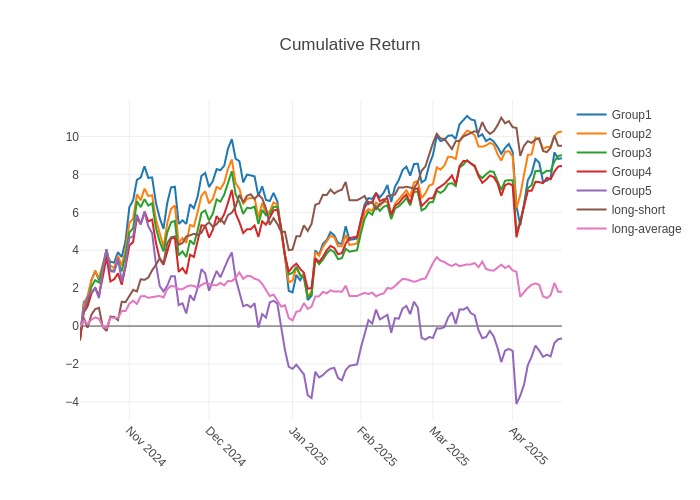 Cumulative Return
10
8
6
4
2
0
−2
−4
Nov 2024
Dec 2024
Jan 2025
Feb 2025
Mar 2025
Apr 2025
Group1
Group2
Group3
Group4
Group5
long-short
long-average